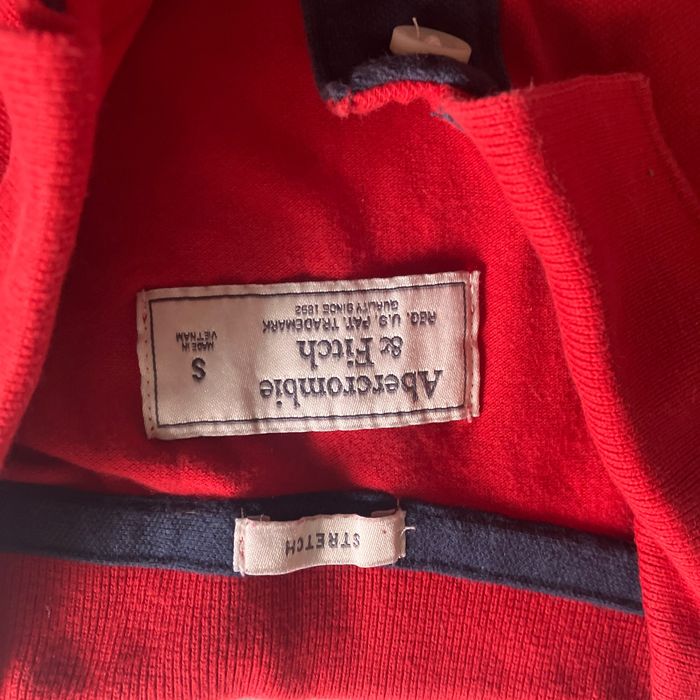 STRETCH
Abercrombie
& Fitch
REG. U.S. PAT. TRADEMARK
QUALITY SINCE 1892
S
MADE IN
VIETNAM